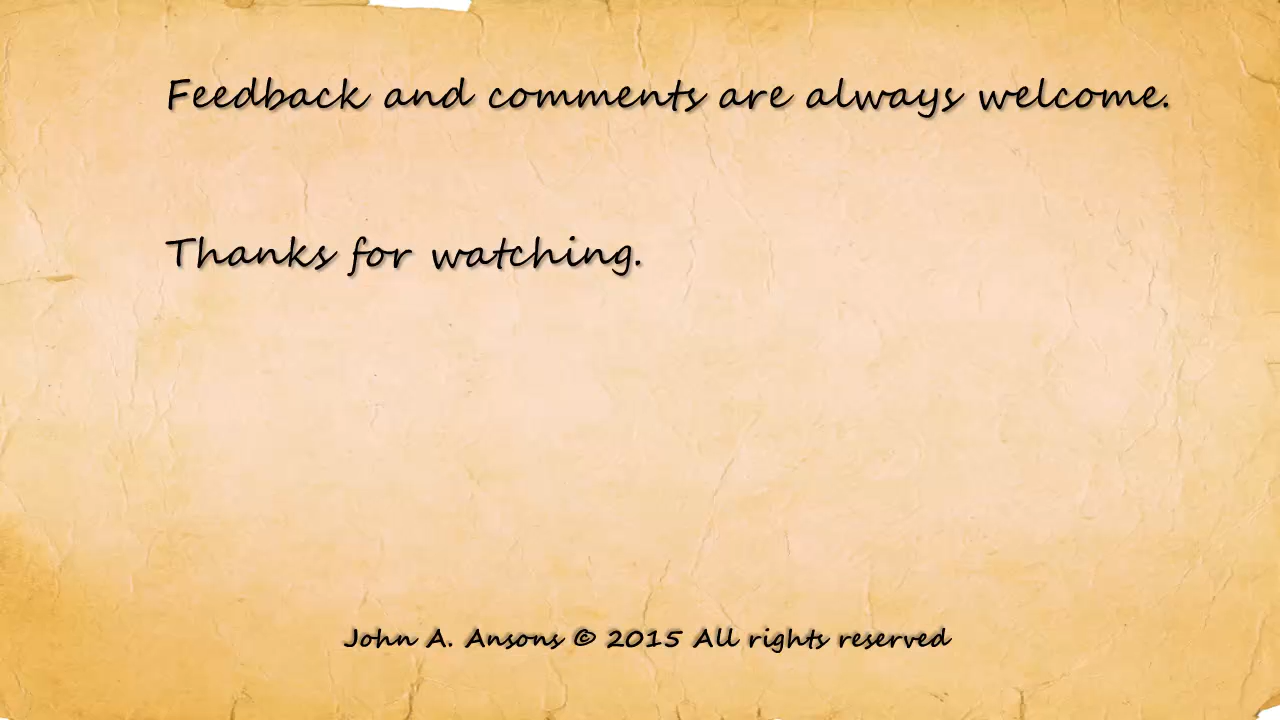 Feedback and comments are always welcome.
Thanks for watching.
John A. Ansons © 2015 All rights reserved